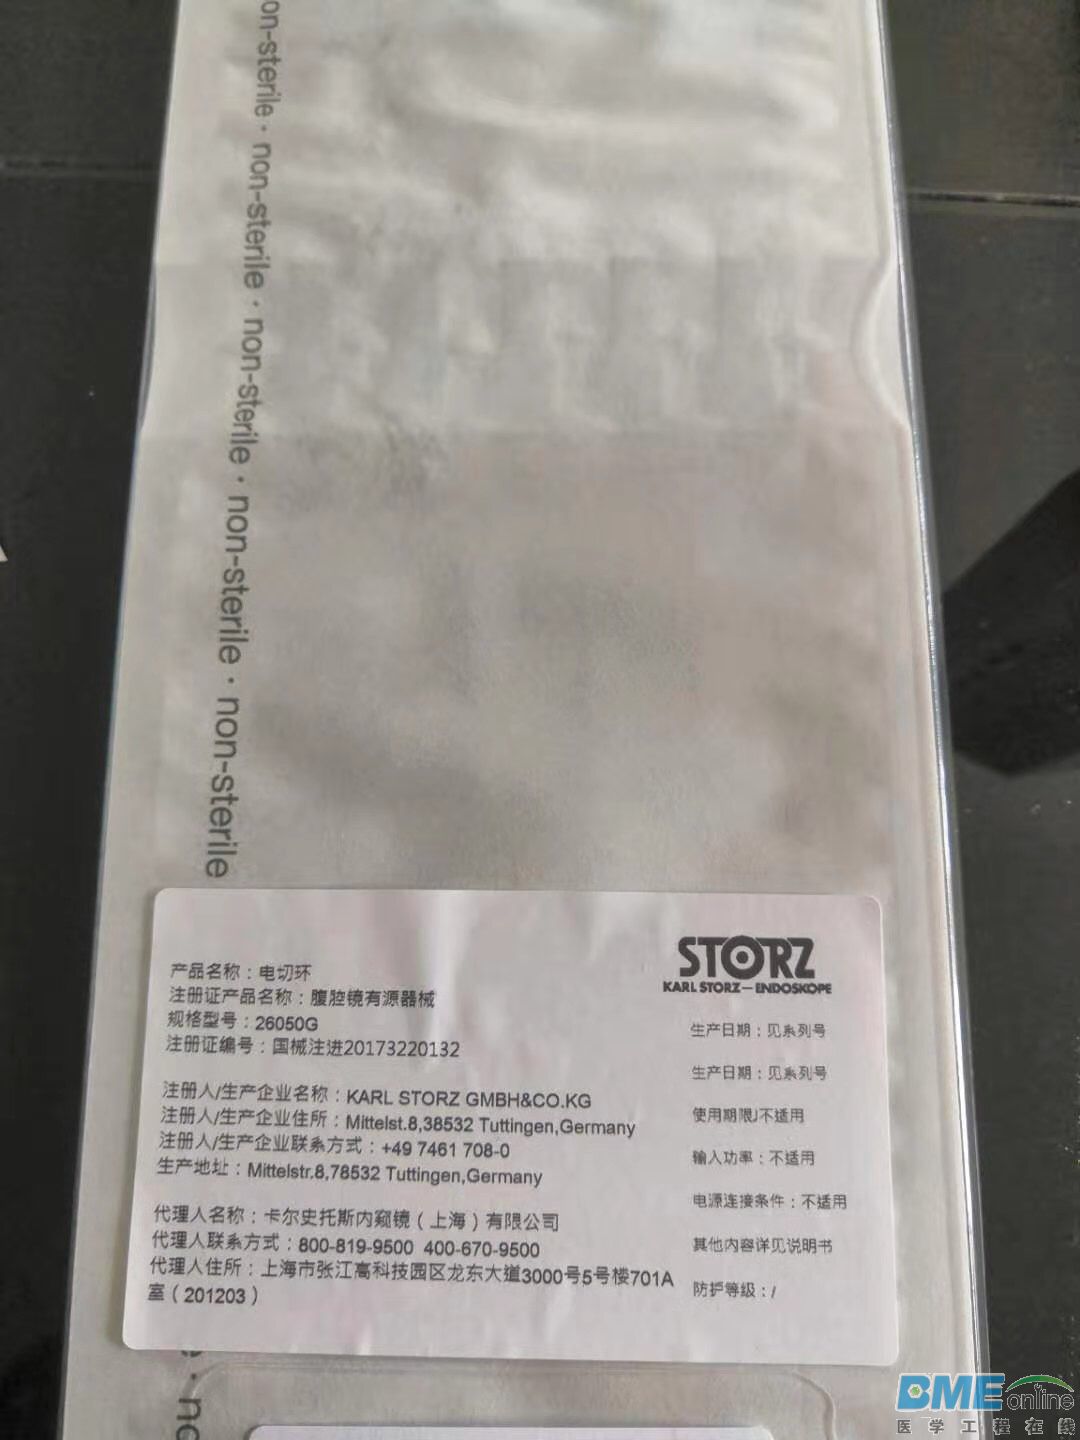 on-sterile · non-sterile · non-sterile · non-sterile · non-sterile
产品名称：电切环
注册证产品名称：腹腔镜有源器械
规格型号：26050G
注册证编号：国械注进20173220132
注册人/生产企业名称：KARL STORZ GMBH&CO.KG
注册人/生产企业住所：Mittelst.8,38532 Tuttingen,Germany
注册人/生产企业联系方式：+49 7461 708-0
生产地址：Mittelstr.8,78532 Tuttingen,Germany
代理人名称：卡尔史托斯内窥镜（上海）有限公司
代理人联系方式：800-819-9500 400-670-9500
代理人住所：上海市张江高科技园区龙东大道3000号5号楼701A
室（201203）
STORZ
KARL STORZ—ENDOSKOPE
生产日期：见系列号
生产日期：见系列号
使用期限/不适用
输入功率：不适用
电源连接条件：不适用
其他内容详见说明书
防护等级：/
· no
BME online
医学工程在线